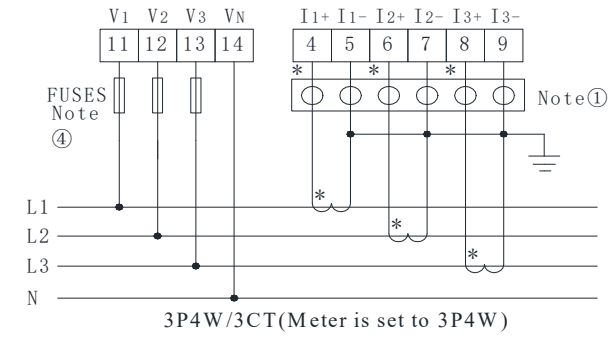 V1 V2 V3 VN I1+ I1- I2+ I2- I3+ I3-
11 12 13 14 4 5 6 7 8 9
* * *
FUSES
Note
④
Note①
*
L1
*
L2
*
L3
N
3P4W/3CT(Meter is set to 3P4W)